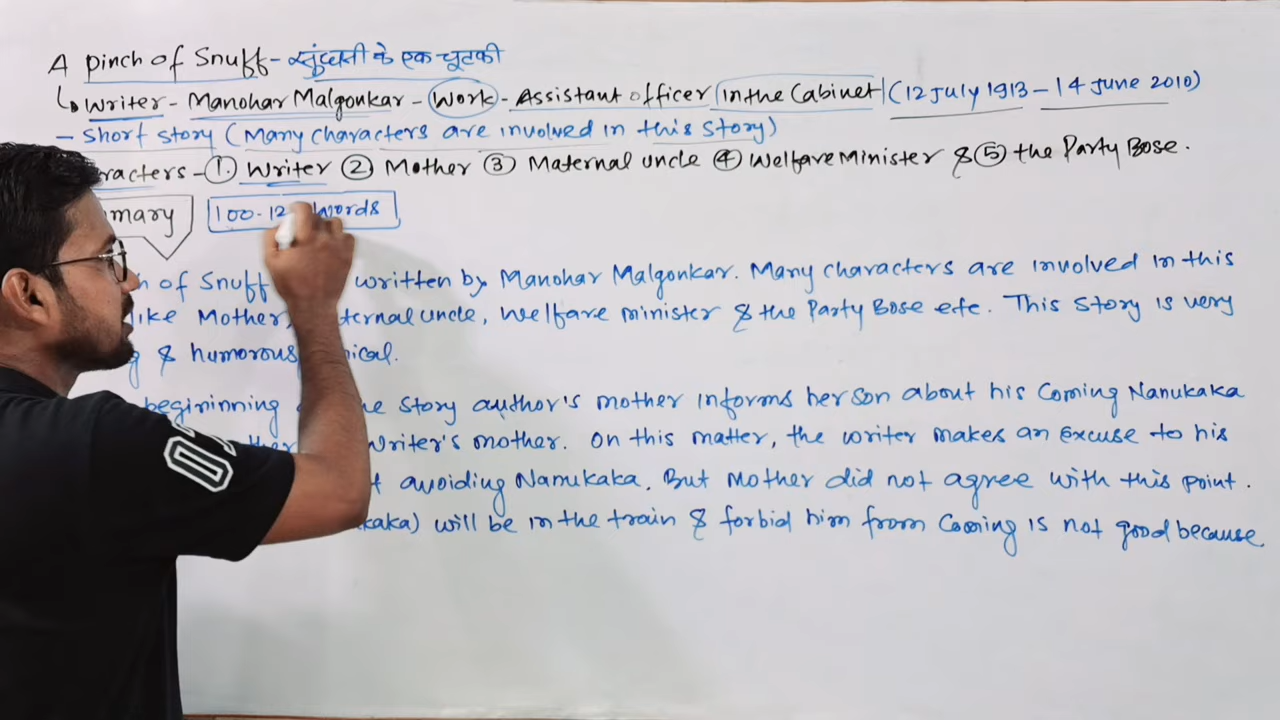 A Pinch of Snuff - सुंघनी के एक चूटकी
Writer - Manohar Malgonkar - Work - Assistant officer in the Cabinet (12 July 1913 - 14 June 2010)
- Short story (Many characters are involved in this story)
racters - ①. Writer ② Mother ③ Maternal uncle ④ Welfare Minister & ⑤ the Party Bose.
mary 100-12 words
of Snuff written by Manohar Malgonkar. Many characters are involved in this
like Mother, ternal uncle, Welfare minister & the Party Bose etc. This story is very
g & humorous ical.
beginning he story author's mother informs her son about his Coming Nanukaka
ther Writer's mother. On this matter, the writer makes an Excuse to his
avoiding Nanukaka. But Mother did not agree with this point.
kaka) will be in the train & forbid him from Coming is not good because